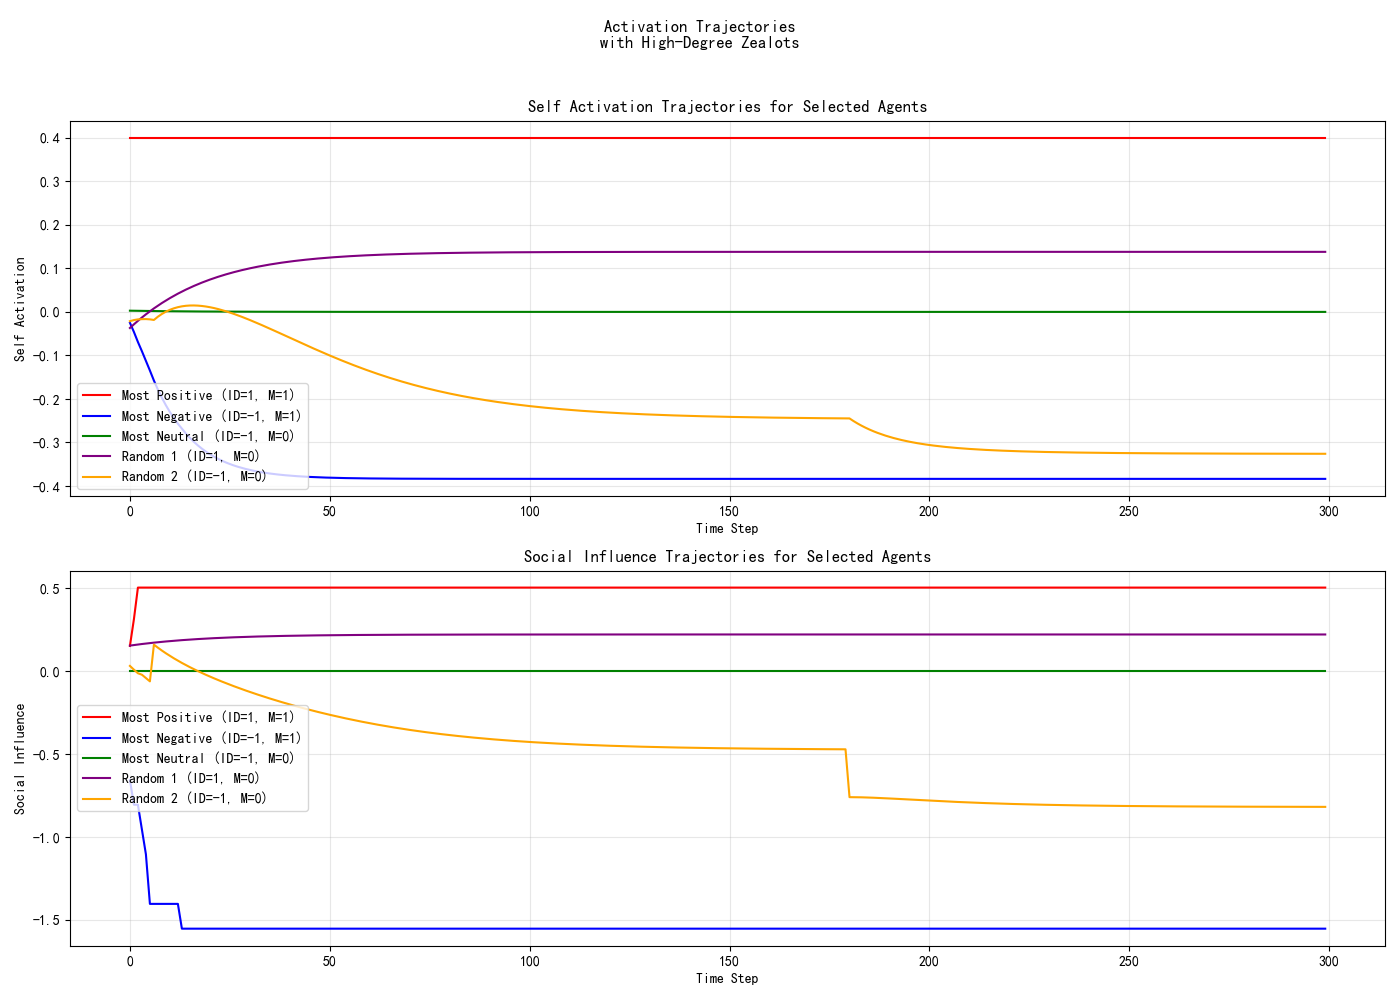 Activation Trajectories
with High-Degree Zealots
Self Activation Trajectories for Selected Agents
0.4
0.3
0.2
0.1
0.0
-0.1
-0.2
-0.3
-0.4
Self Activation
Most Positive (ID=1, M=1)
Most Negative (ID=-1, M=1)
Most Neutral (ID=-1, M=0)
Random 1 (ID=1, M=0)
Random 2 (ID=-1, M=0)
0 50 100 150 200 250 300
Time Step
Social Influence Trajectories for Selected Agents
0.5
0.0
-0.5
-1.0
-1.5
Social Influence
Most Positive (ID=1, M=1)
Most Negative (ID=-1, M=1)
Most Neutral (ID=-1, M=0)
Random 1 (ID=1, M=0)
Random 2 (ID=-1, M=0)
0 50 100 150 200 250 300
Time Step